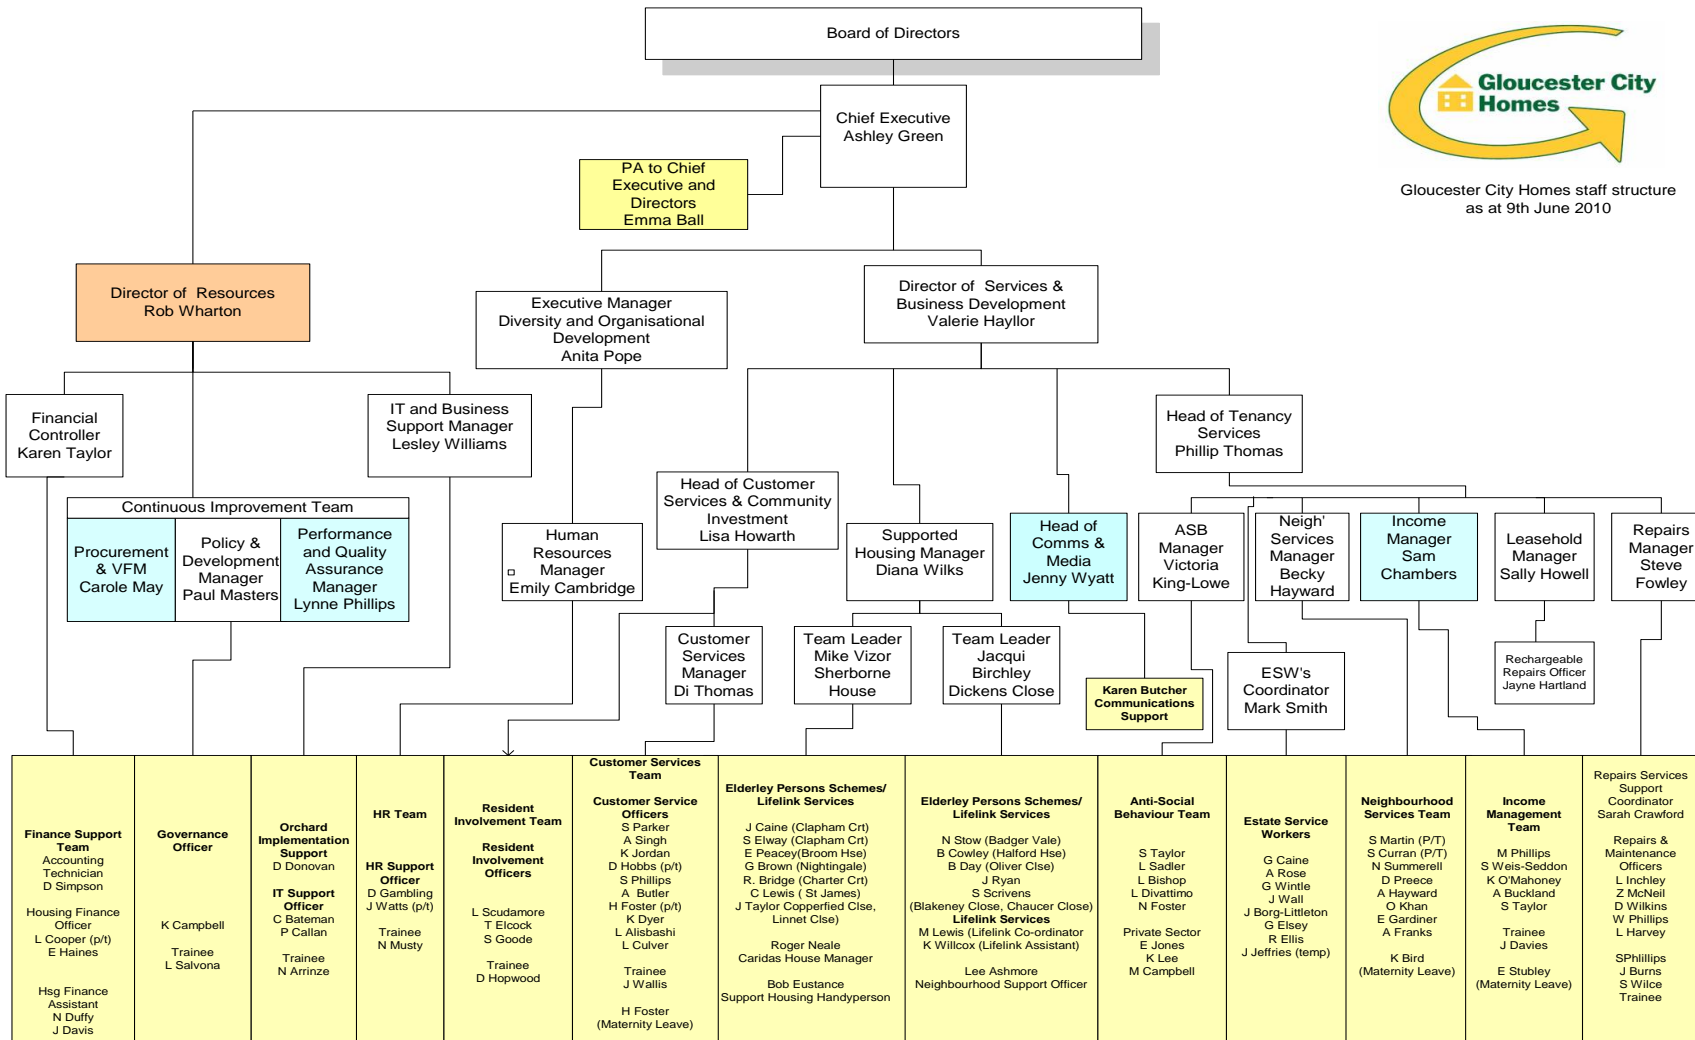 Board of Directors
Gloucester City
Homes
Gloucester City Homes staff structure
as at 9th June 2010
Chief Executive
Ashley Green
PA to Chief
Executive and
Directors
Emma Ball
Director of Resources
Rob Wharton
Executive Manager
Diversity and Organisational
Development
Anita Pope
Director of Services &
Business Development
Valerie Hayllor
Financial
Controller
Karen Taylor
IT and Business
Support Manager
Lesley Williams
Head of Tenancy
Services
Phillip Thomas
Continuous Improvement Team
Procurement
& VFM
Carole May
Policy &
Development
Manager
Paul Masters
Performance
and Quality
Assurance
Manager
Lynne Phillips
Human
Resources
Manager
Emily Cambridge
Head of Customer
Services & Community
Investment
Lisa Howarth
Supported
Housing Manager
Diana Wilks
Head of
Comms &
Media
Jenny Wyatt
ASB
Manager
Victoria
King-Lowe
Neigh'
Services
Manager
Becky
Hayward
Income
Manager
Sam
Chambers
Leasehold
Manager
Sally Howell
Repairs
Manager
Steve
Fowley
Customer
Services
Manager
Di Thomas
Team Leader
Mike Vizor
Sherborne
House
Team Leader
Jacqui
Birchley
Dickens Close
Karen Butcher
Communications
Support
ESW's
Coordinator
Mark Smith
Rechargeable
Repairs Officer
Jayne Hartland
Finance Support
Team
Accounting
Technician
D Simpson
Housing Finance
Officer
L Cooper (p/t)
E Haines
Hsg Finance
Assistant
N Duffy
J Davis
Governance
Officer
K Campbell
Trainee
L Salvona
Orchard
Implementation
Support
D Donovan
IT Support
Officer
C Bateman
P Callan
Trainee
N Arrinze
HR Team
HR Support
Officer
D Gambling
J Watts (p/t)
Trainee
N Musty
Resident
Involvement Team
Resident
Involvement
Officers
L Scudamore
T Elcock
S Goode
Trainee
D Hopwood
Customer Services
Team
Customer Service
Officers
S Parker
A Singh
K Jordan
D Hobbs (p/t)
S Phillips
A Butler
H Foster (p/t)
K Dyer
L Alisbashi
L Culver
Trainee
J Wallis
H Foster
(Maternity Leave)
Elderley Persons Schemes/
Lifelink Services
J Caine (Clapham Crt)
S Elway (Clapham Crt)
E Peacey(Broom Hse)
G Brown (Nightingale)
R. Bridge (Charter Crt)
C Lewis ( St James)
J Taylor Copperfied Clse,
Linnet Clse)
Roger Neale
Caridas House Manager
Bob Eustance
Support Housing Handyperson
Elderley Persons Schemes/
Lifelink Services
N Stow (Badger Vale)
B Cowley (Halford Hse)
B Day (Oliver Clse)
J Ryan
S Scrivens
(Blakeney Close, Chaucer Close)
Lifelink Services
M Lewis (Lifelink Co-ordinator
K Willcox (Lifelink Assistant)
Lee Ashmore
Neighbourhood Support Officer
Anti-Social
Behaviour Team
S Taylor
L Sadler
L Bishop
L Divattimo
N Foster
Private Sector
E Jones
K Lee
M Campbell
Estate Service
Workers
G Caine
A Rose
G Wintle
J Wall
J Borg-Littleton
G Elsey
R Ellis
J Jeffries (temp)
Neighbourhood
Services Team
S Martin (P/T)
S Curran (P/T)
N Summerell
D Preece
A Hayward
O Khan
E Gardiner
A Franks
K Bird
(Maternity Leave)
Income
Management
Team
M Phillips
S Weis-Seddon
K O'Mahoney
A Buckland
S Taylor
Trainee
J Davies
E Stubley
(Maternity Leave)
Repairs Services
Support
Coordinator
Sarah Crawford
Repairs &
Maintenance
Officers
L Inchley
Z McNeil
D Wilkins
W Phillips
L Harvey
SPhlillips
J Burns
S Wilce
Trainee